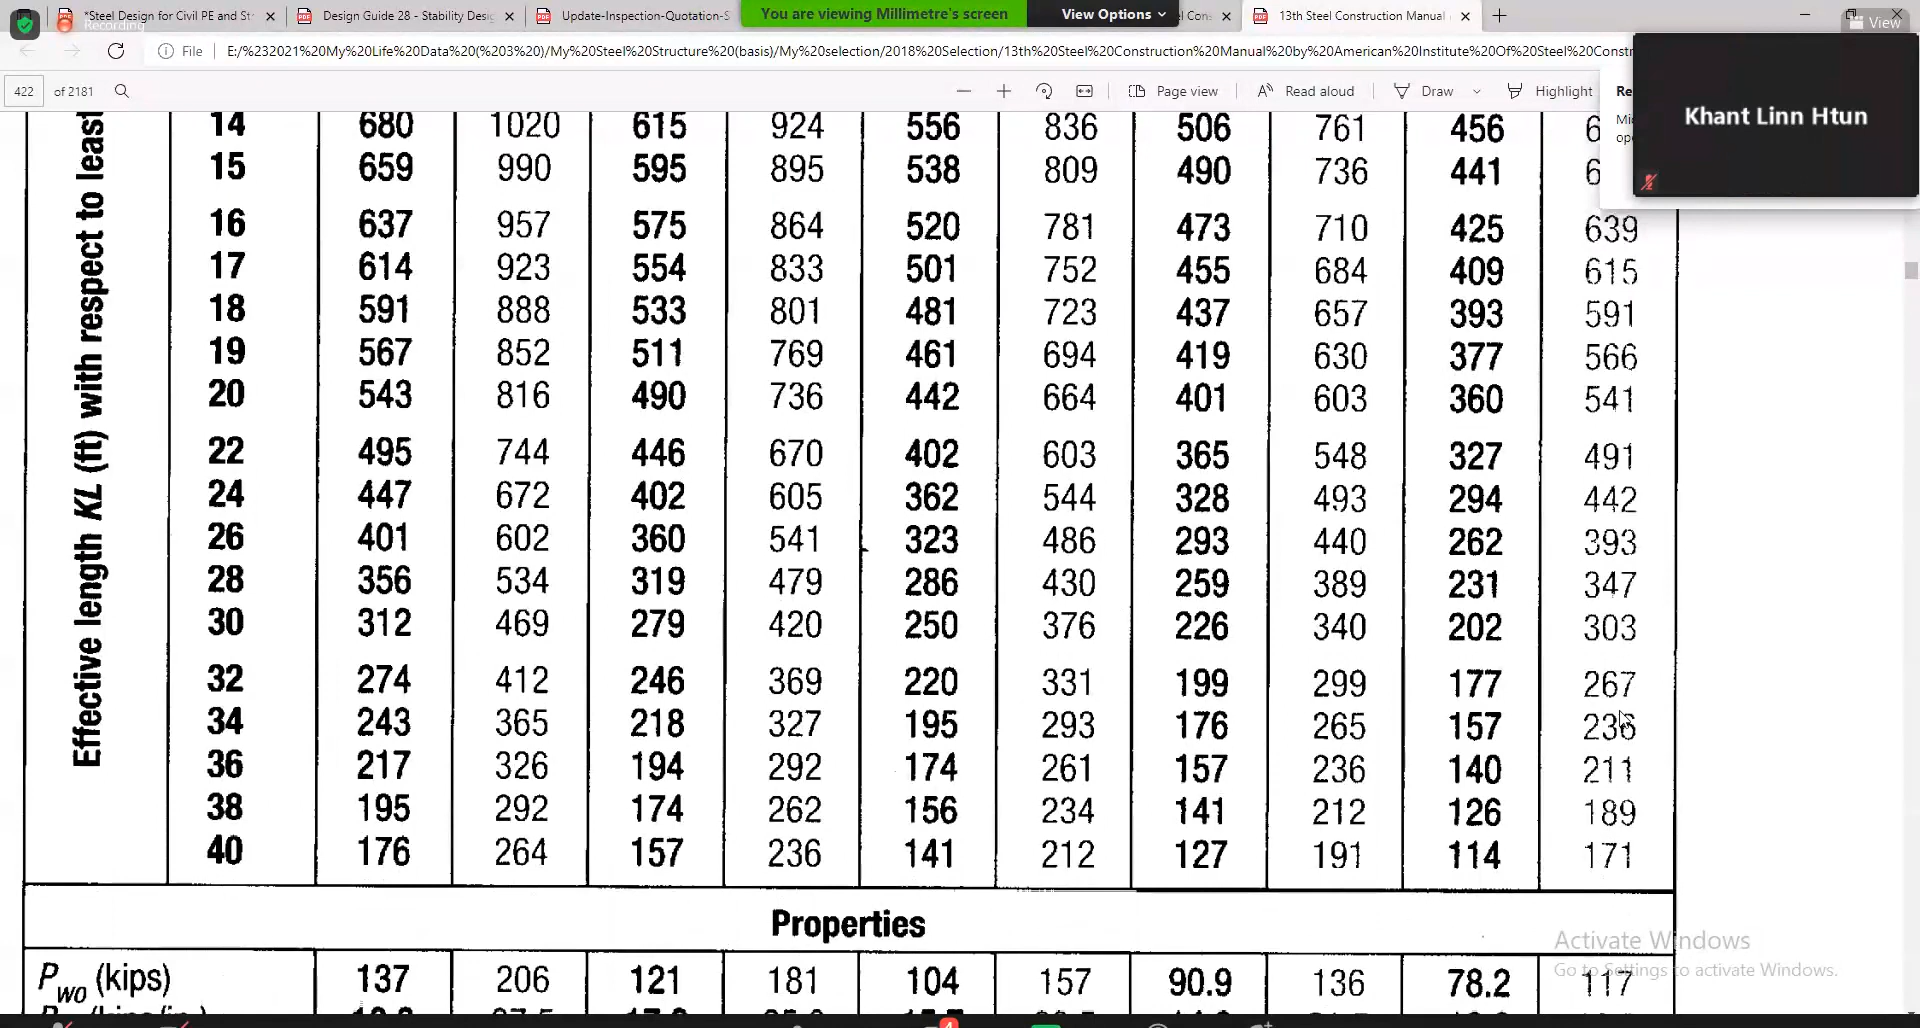 *Steel Design for Civil PE and St
Design Guide 28 - Stability Desig
Update-Inspection-Quotation-S
You are viewing Millimetre's screen
View Options
el Cons
13th Steel Construction Manual
Recording
View
File
E:/%232021%20My%20Life%20Data%20(%203%20)/My%20Steel%20Structure%20(basis)/My%20selection/2018%20Selection/13th%20Steel%20Construction%20Manual%20by%20American%20Institute%20Of%20Steel%20Constr
422 of 2181
Page view
Read aloud
Draw
Highlight
Re
Mi
op
Khant Linn Htun
Effective length KL (ft) with respect to least
14 680 1020 615 924 556 836 506 761 456 6
15 659 990 595 895 538 809 490 736 441 6
16 637 957 575 864 520 781 473 710 425 639
17 614 923 554 833 501 752 455 684 409 615
18 591 888 533 801 481 723 437 657 393 591
19 567 852 511 769 461 694 419 630 377 566
20 543 816 490 736 442 664 401 603 360 541
22 495 744 446 670 402 603 365 548 327 491
24 447 672 402 605 362 544 328 493 294 442
26 401 602 360 541 323 486 293 440 262 393
28 356 534 319 479 286 430 259 389 231 347
30 312 469 279 420 250 376 226 340 202 303
32 274 412 246 369 220 331 199 299 177 267
34 243 365 218 327 195 293 176 265 157 236
36 217 326 194 292 174 261 157 236 140 211
38 195 292 174 262 156 234 141 212 126 189
40 176 264 157 236 141 212 127 191 114 171
Properties
Pwo (kips) 137 206 121 181 104 157 90.9 136 78.2 117
Activate Windows
Go to Settings to activate Windows.
4